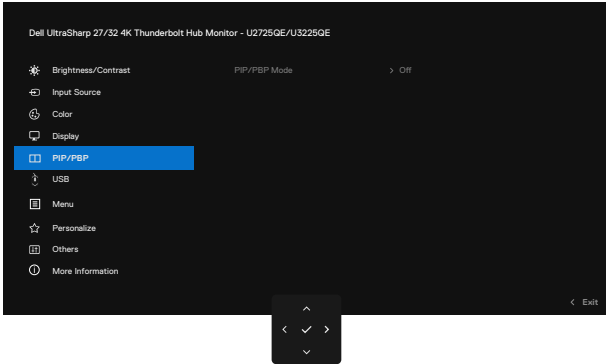 Dell UltraSharp 27/32 4K Thunderbolt Hub Monitor - U2725QE/U3225QE
Brightness/Contrast
PIP/PBP Mode
Off
Input Source
Color
Display
PIP/PBP
USB
Menu
Personalize
Others
More Information
Exit